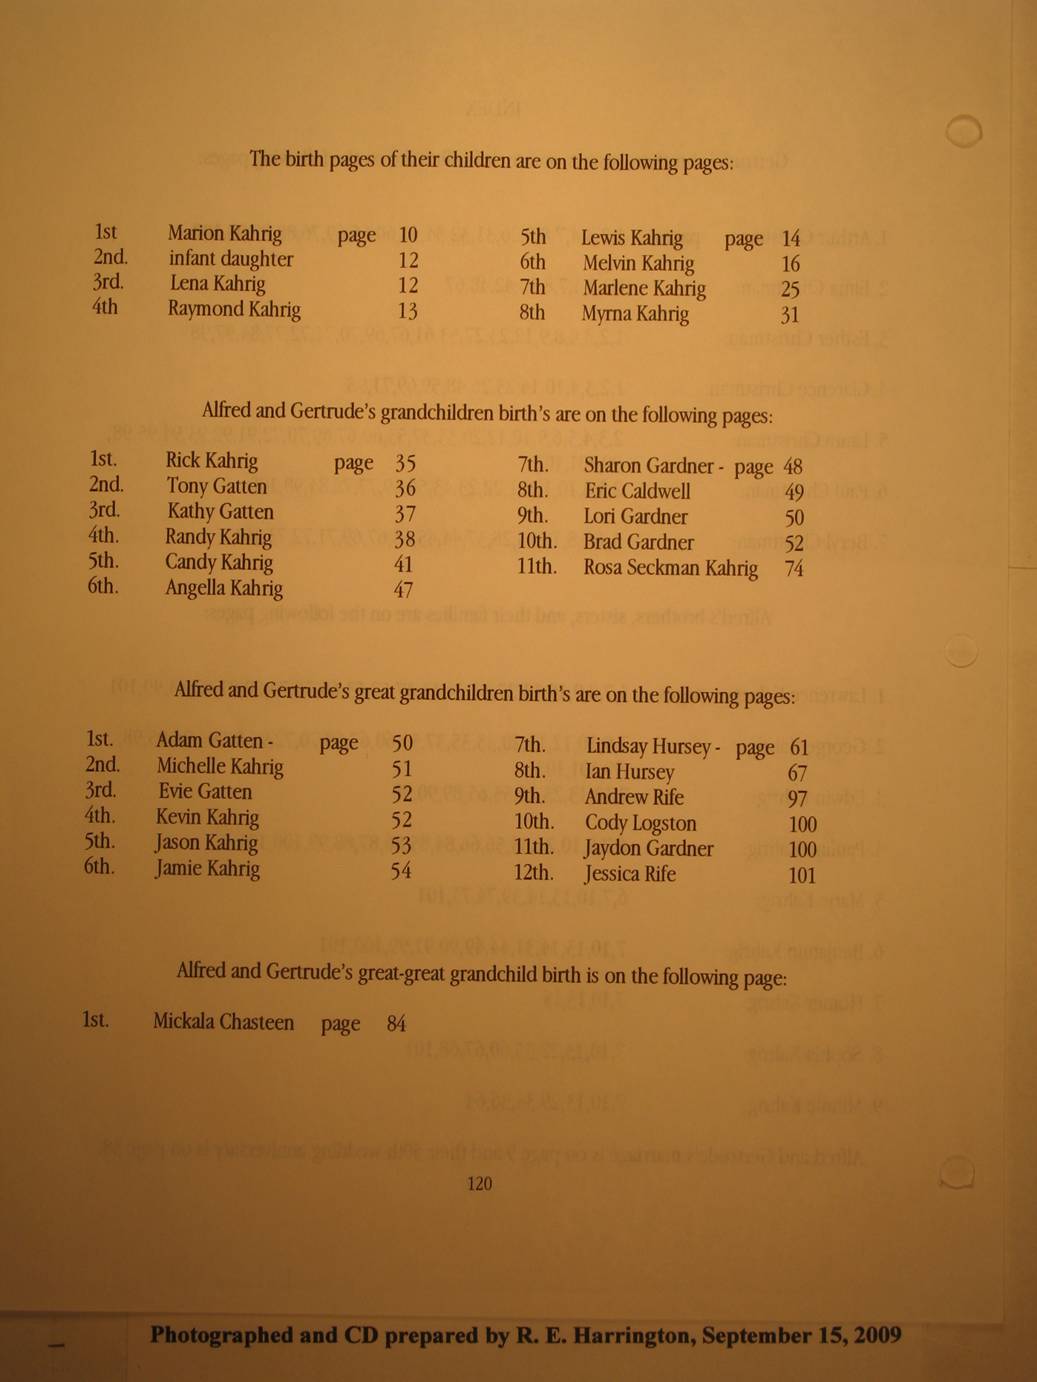 The birth pages of their children are on the following pages:
1st Marion Kahrig page 10 5th Lewis Kahrig page 14
2nd. infant daughter 12 6th Melvin Kahrig 16
3rd. Lena Kahrig 12 7th Marlene Kahrig 25
4th Raymond Kahrig 13 8th Myrna Kahrig 31
Alfred and Gertrude's grandchildren birth's are on the following pages:
1st. Rick Kahrig page 35 7th. Sharon Gardner - page 48
2nd. Tony Gatten 36 8th. Eric Caldwell 49
3rd. Kathy Gatten 37 9th. Lori Gardner 50
4th. Randy Kahrig 38 10th. Brad Gardner 52
5th. Candy Kahrig 41 11th. Rosa Seckman Kahrig 74
6th. Angella Kahrig 47
Alfred and Gertrude's great grandchildren birth's are on the following pages:
1st. Adam Gatten - page 50 7th. Lindsay Hursey - page 61
2nd. Michelle Kahrig 51 8th. Ian Hursey 67
3rd. Evie Gatten 52 9th. Andrew Rife 97
4th. Kevin Kahrig 52 10th. Cody Logston 100
5th. Jason Kahrig 53 11th. Jaydon Gardner 100
6th. Jamie Kahrig 54 12th. Jessica Rife 101
Alfred and Gertrude's great-great grandchild birth is on the following page:
1st. Mickala Chasteen page 84
120
Photographed and CD prepared by R. E. Harrington, September 15, 2009